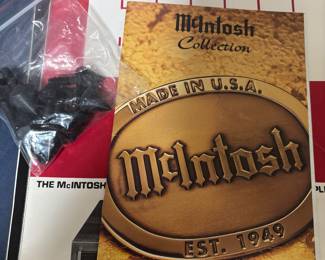 McIntosh
Collection
MADE IN U.S.A.
McIntosh
EST. 1949
THE McINTOSH